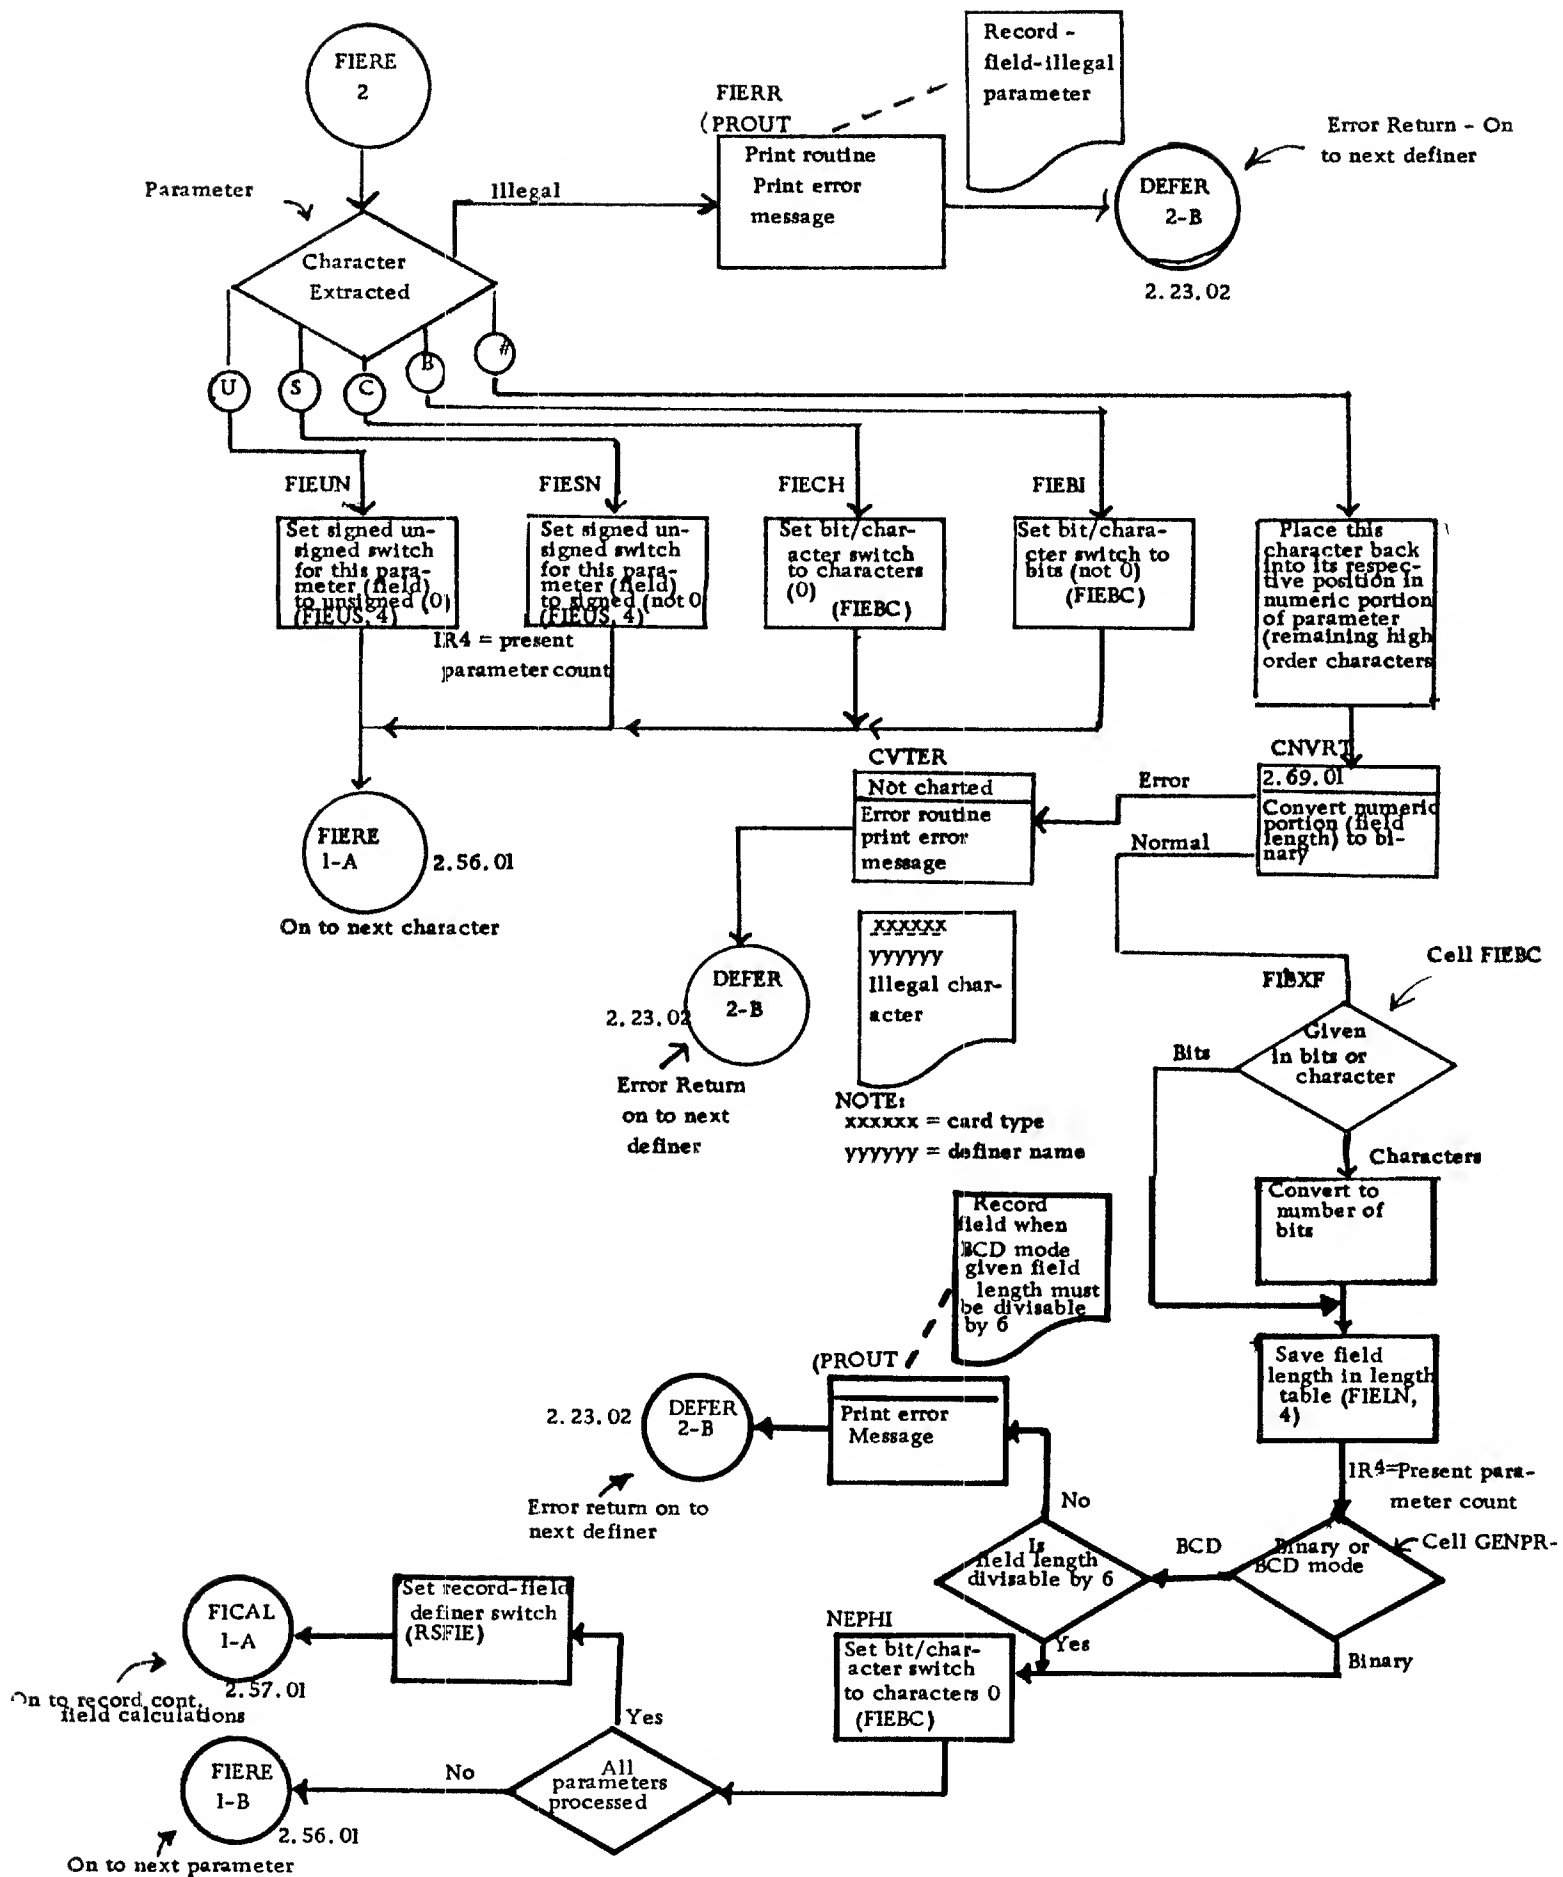 FIERE
2
Record -
field-illegal
parameter
FIERR
(PROUT
Print routine
Print error
message
Error Return - On
to next definer
DEFER
2-B
2.23.02
Parameter
Illegal
Character
Extracted
U
S
C
B
#
FIEUN
Set signed un-
signed switch
for this para-
meter (field)
to unsigned (0)
(FIEUS, 4)
FIESN
Set signed un-
signed switch
for this para-
meter (field)
to signed (not 0
(FIEUS, 4)
IR4 = present
parameter count
FIECH
Set bit/char-
acter switch
to characters
(0)
(FIEBC)
FIEBI
Set bit/chara-
cter switch to
bits (not 0)
(FIEBC)
Place this
character back
into its respec-
tive position in
numeric portion
of parameter
(remaining high
order characters
FIERE
1-A
2.56.01
On to next character
CVTER
Not charted
Error routine
print error
message
Error
Normal
CNVRT
2.69.01
Convert numeric
portion (field
length) to bi-
nary
DEFER
2-B
2.23.02
Error Return
on to next
definer
xxxxxx
yyyyyy
Illegal char-
acter
NOTE:
xxxxxx = card type
yyyyyy = definer name
Cell FIEBC
Given
in bits or
character
Bits
Characters
Convert to
number of
bits
Save field
length in length
table (FIELN,
4)
IR4=Present para-
meter count
Record
field when
BCD mode
given field
length must
be divisable
by 6
(PROUT
Print error
Message
DEFER
2-B
2.23.02
Error return on to
next definer
No
Is
field length
divisable by 6
Yes
BCD
Binary or
BCD mode
Cell GENPR-
Binary
NEPHI
Set bit/char-
acter switch
to characters 0
(FIEBC)
Set record-field
definer switch
(RSFIE)
FICAL
1-A
2.57.01
On to record cont.
field calculations
Yes
All
parameters
processed
No
FIERE
1-B
2.56.01
On to next parameter